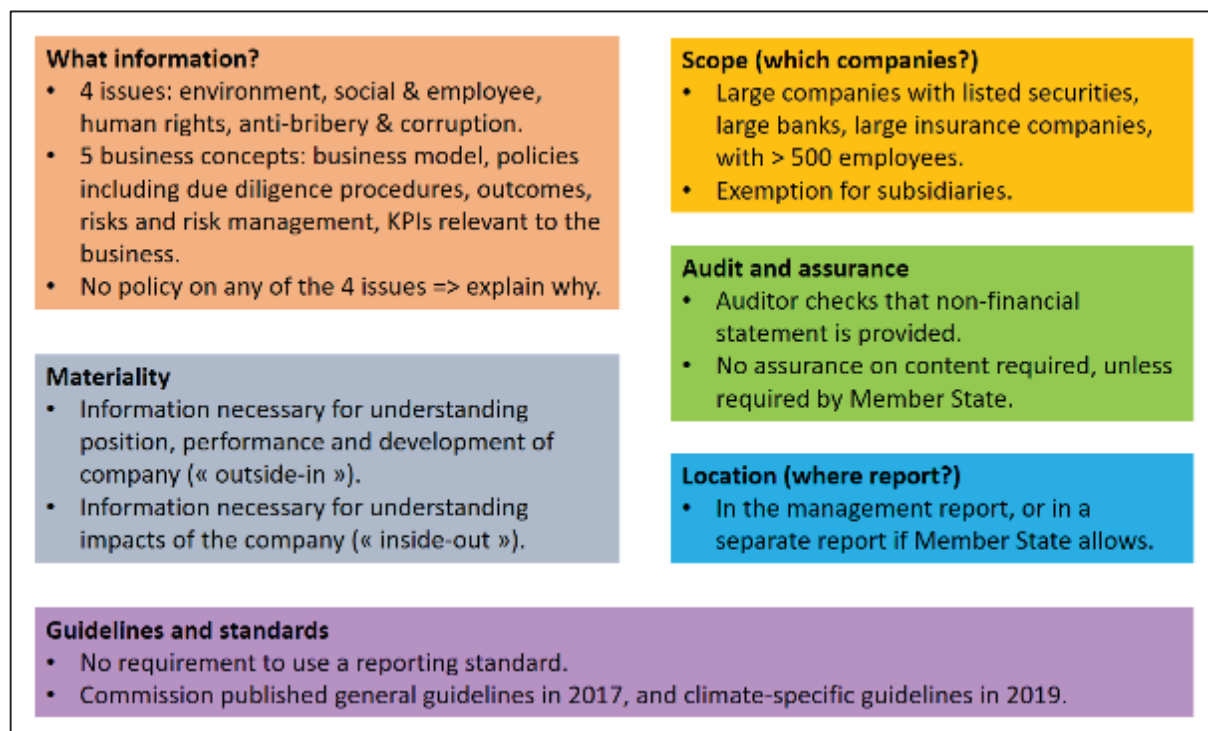 What information?
• 4 issues: environment, social & employee,
human rights, anti-bribery & corruption.
• 5 business concepts: business model, policies
including due diligence procedures, outcomes,
risks and risk management, KPIs relevant to the
business.
• No policy on any of the 4 issues => explain why.
Materiality
• Information necessary for understanding
position, performance and development of
company (« outside-in »).
• Information necessary for understanding
impacts of the company (« inside-out »).
Scope (which companies?)
• Large companies with listed securities,
large banks, large insurance companies,
with > 500 employees.
• Exemption for subsidiaries.
Audit and assurance
• Auditor checks that non-financial
statement is provided.
• No assurance on content required, unless
required by Member State.
Location (where report?)
• In the management report, or in a
separate report if Member State allows.
Guidelines and standards
• No requirement to use a reporting standard.
• Commission published general guidelines in 2017, and climate-specific guidelines in 2019.